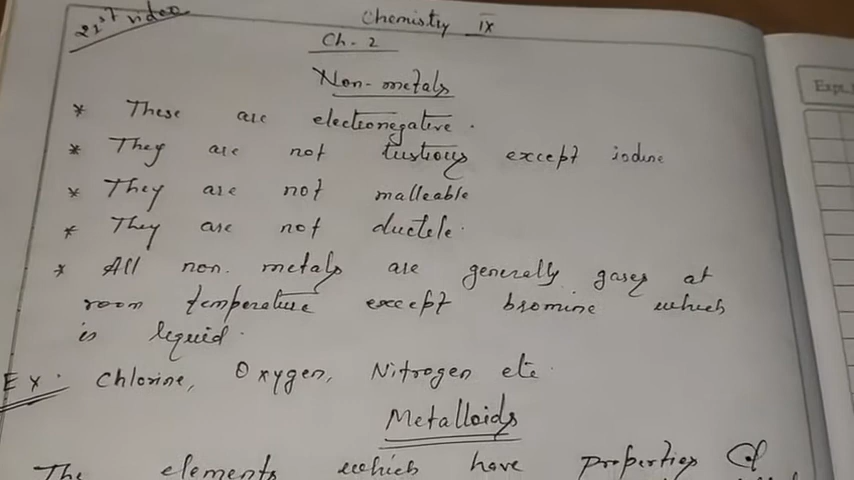 21st video
Chemistry IX
Ch-2
Non-metals
* These are electronegative.
* They are not lustrous except iodine
* They are not malleable
* They are not ductele.
* All non. metals are generally gases at
room temperature except bromine which
is liquid.
Ex: Chlorine, Oxygen, Nitrogen etc.
Metalloids
The elements which have properties of
Expt.